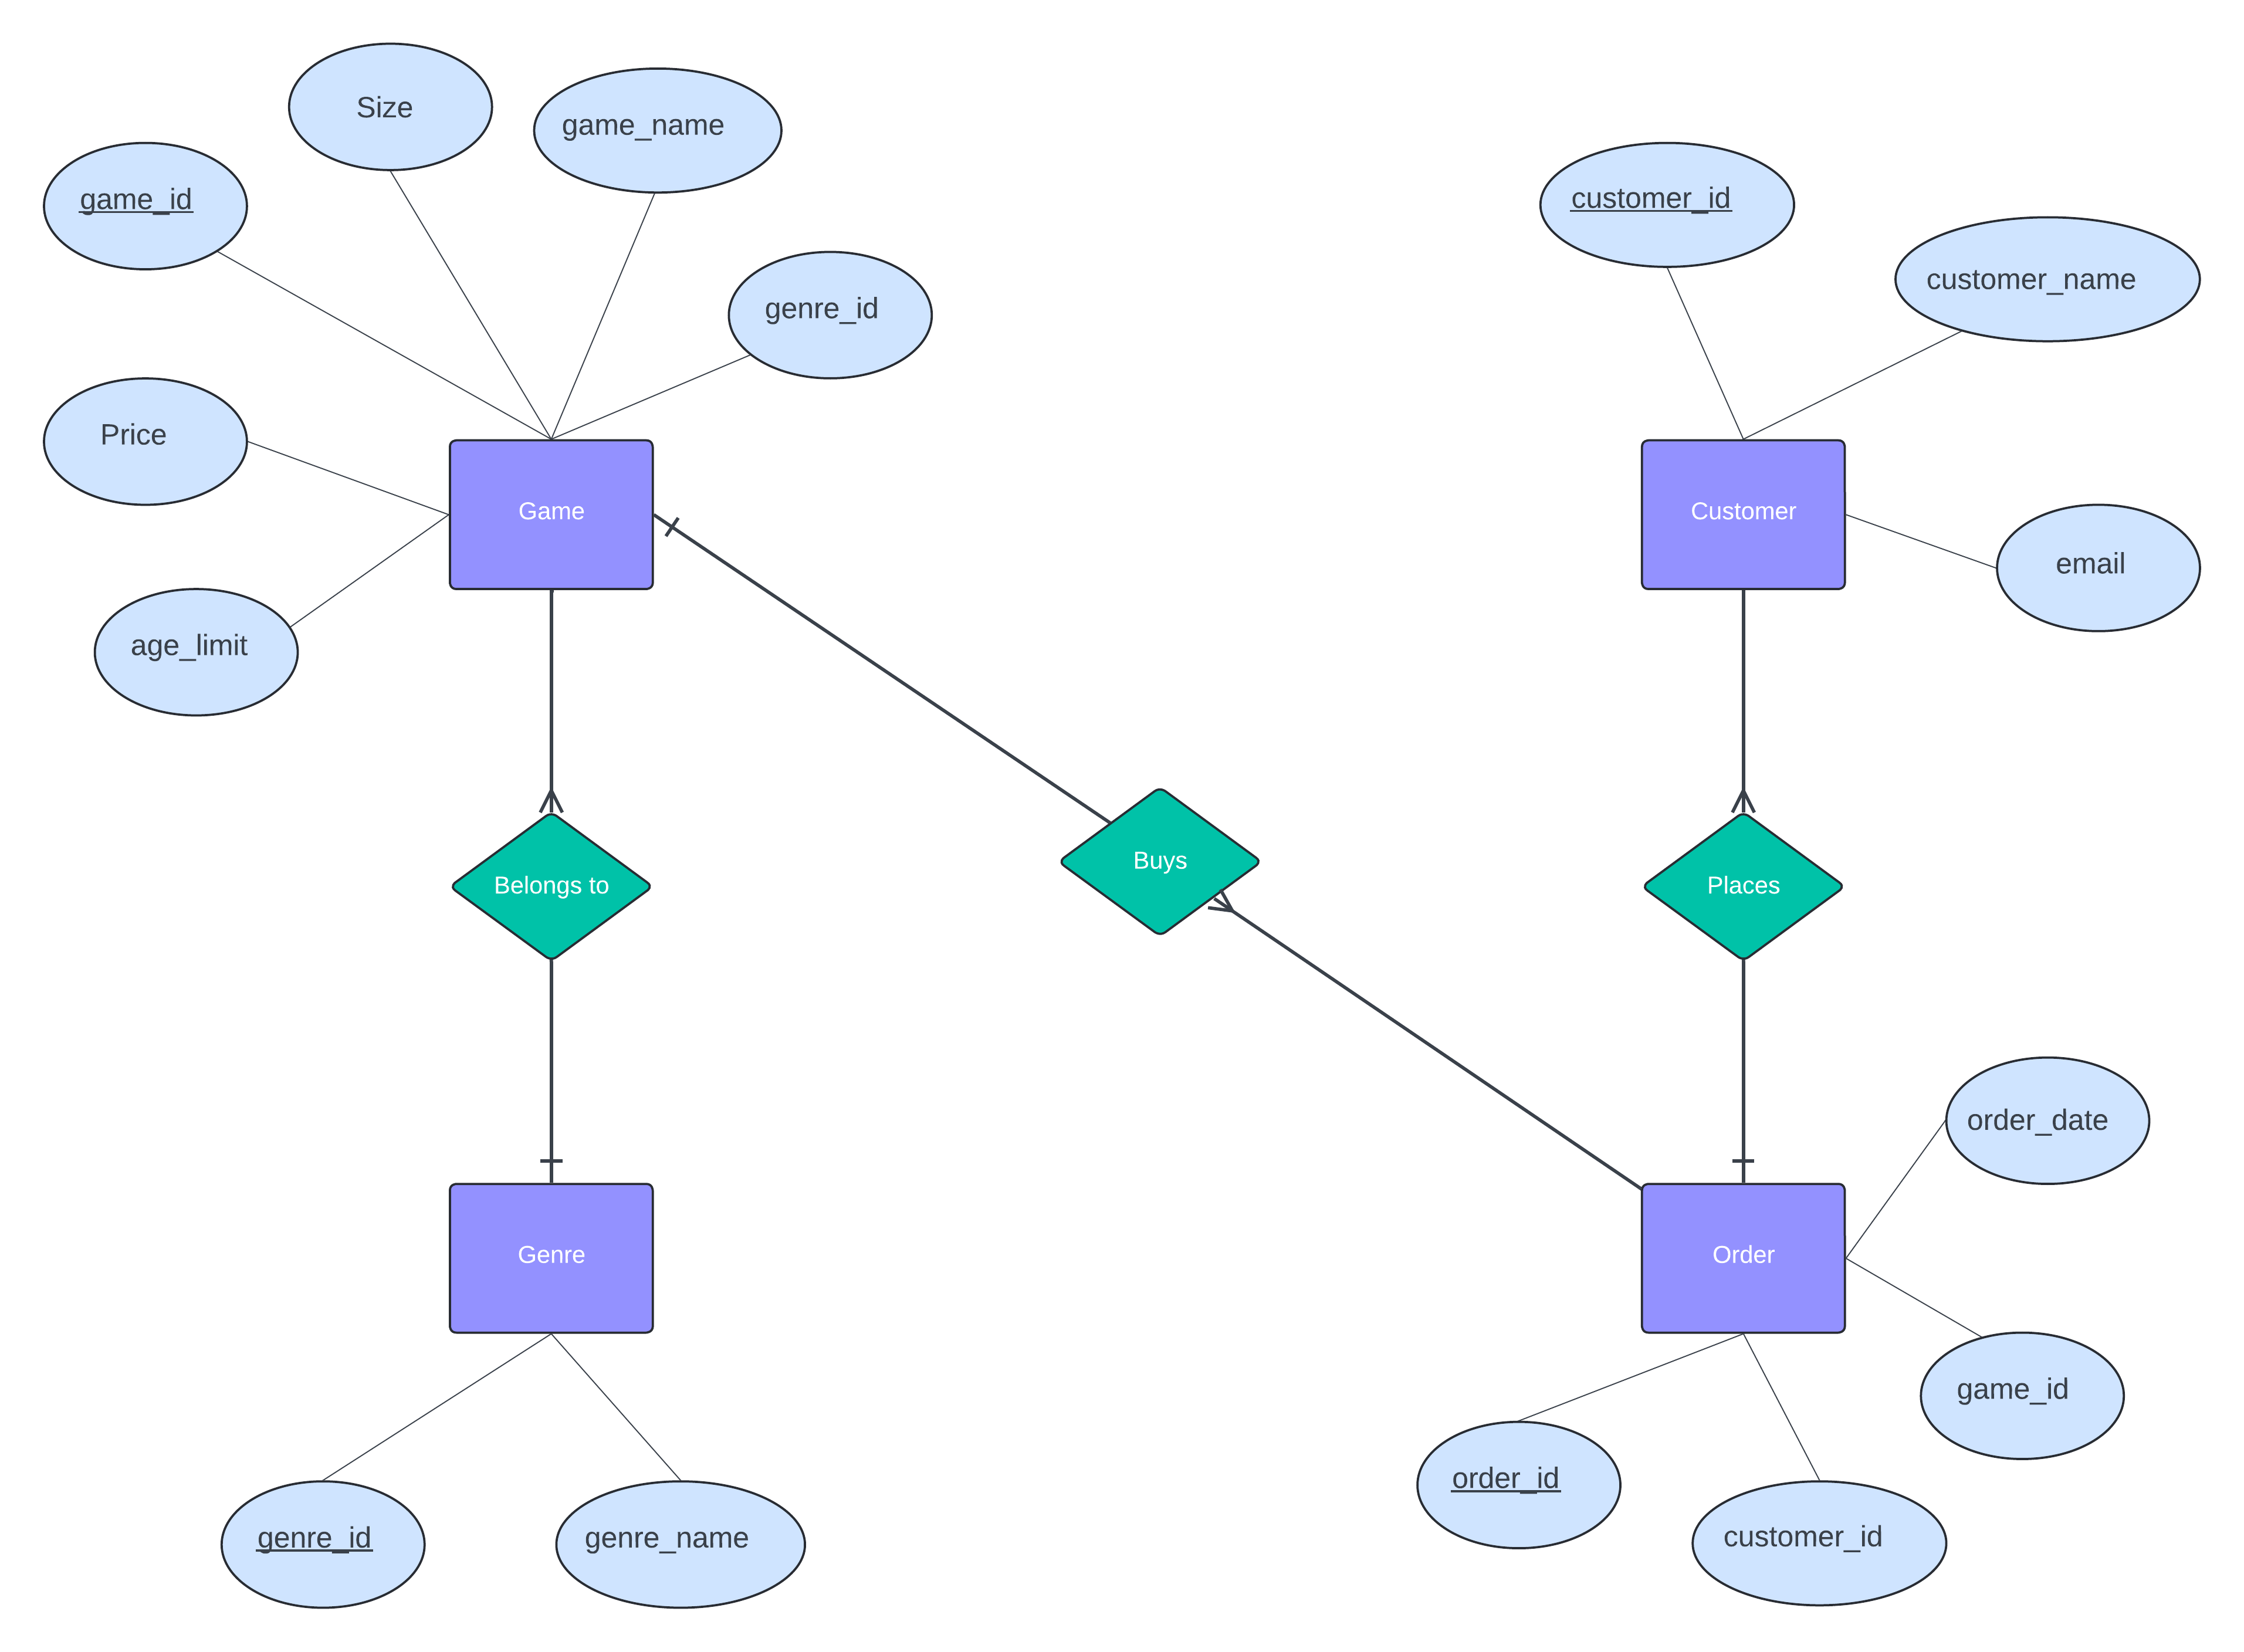 Size
game_name
game_id
customer_id
customer_name
genre_id
Price
Game
Customer
email
age_limit
Buys
Belongs to
Places
order_date
Genre
Order
game_id
order_id
genre_id
genre_name
customer_id